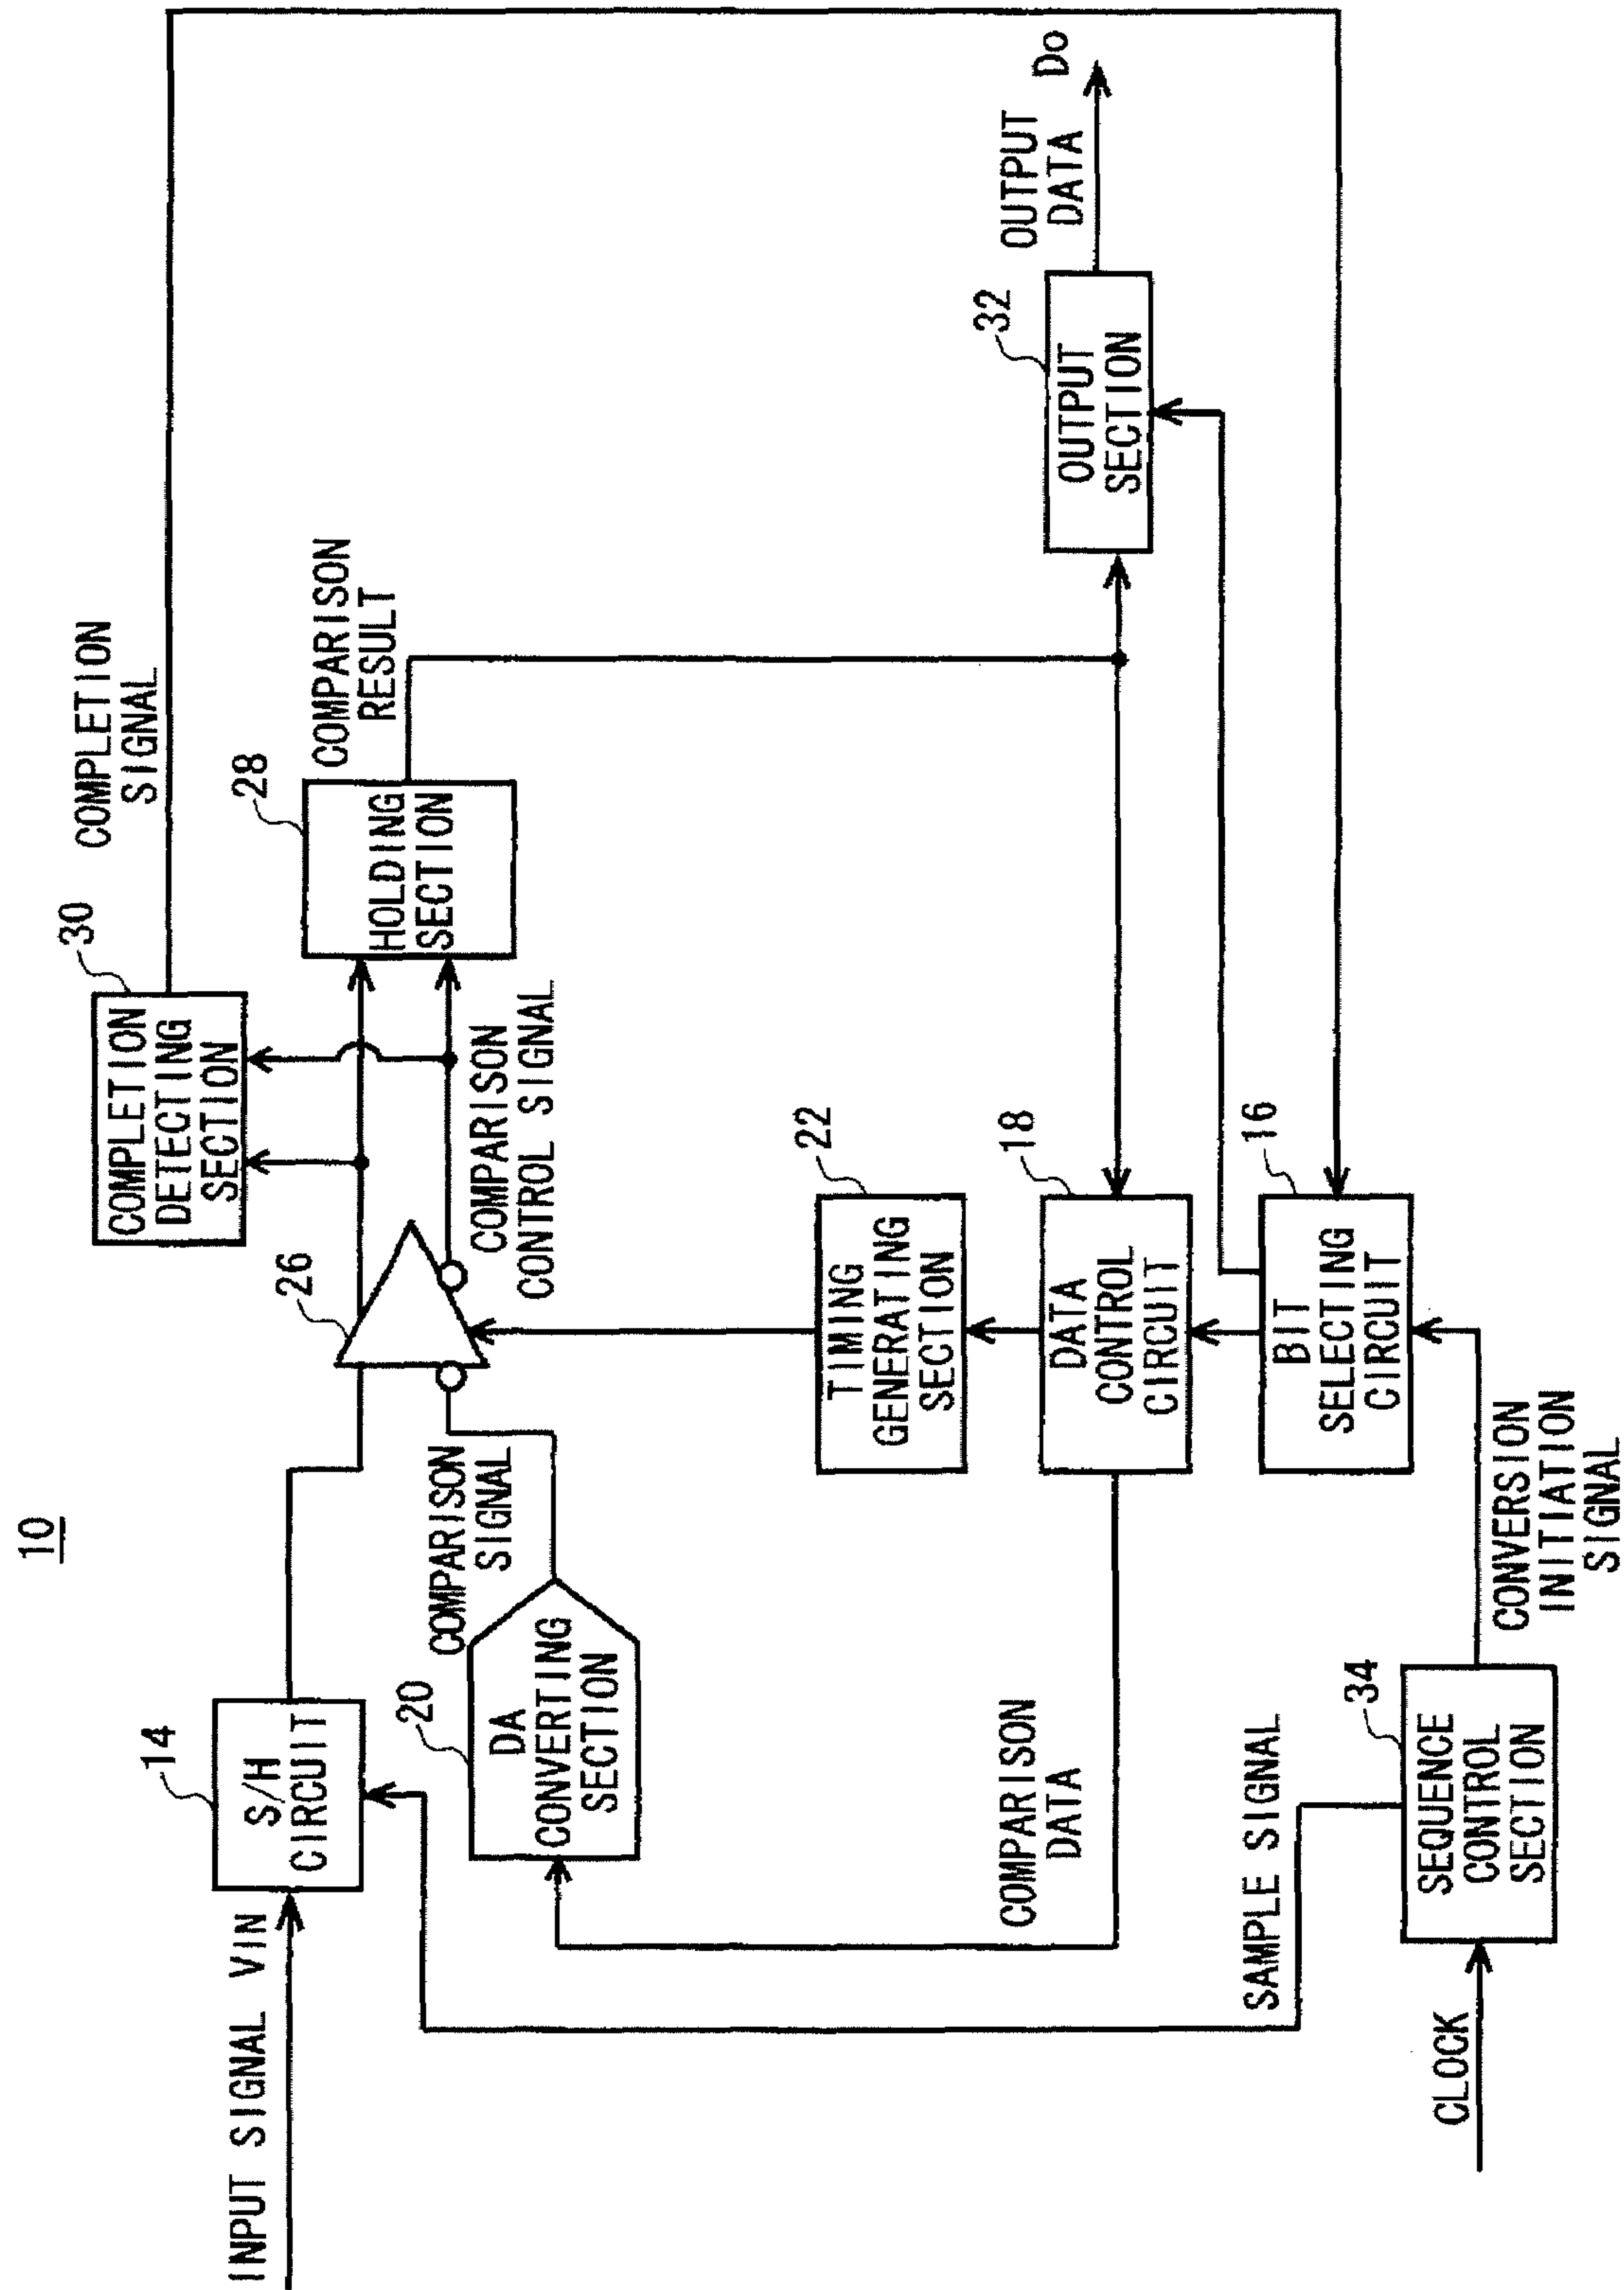 10
INPUT SIGNAL VIN
14
S/H
CIRCUIT
20
DA
CONVERTING
SECTION
COMPARISON
SIGNAL
26
COMPARISON
CONTROL SIGNAL
30
COMPLETION
DETECTING
SECTION
COMPLETION
SIGNAL
28
HOLDING
SECTION
COMPARISON
RESULT
22
TIMING
GENERATING
SECTION
18
DATA
CONTROL
CIRCUIT
COMPARISON
DATA
16
BIT
SELECTING
CIRCUIT
32
OUTPUT
SECTION
OUTPUT
DATA
Do
SAMPLE SIGNAL
CLOCK
34
SEQUENCE
CONTROL
SECTION
CONVERSION
INITIATION
SIGNAL